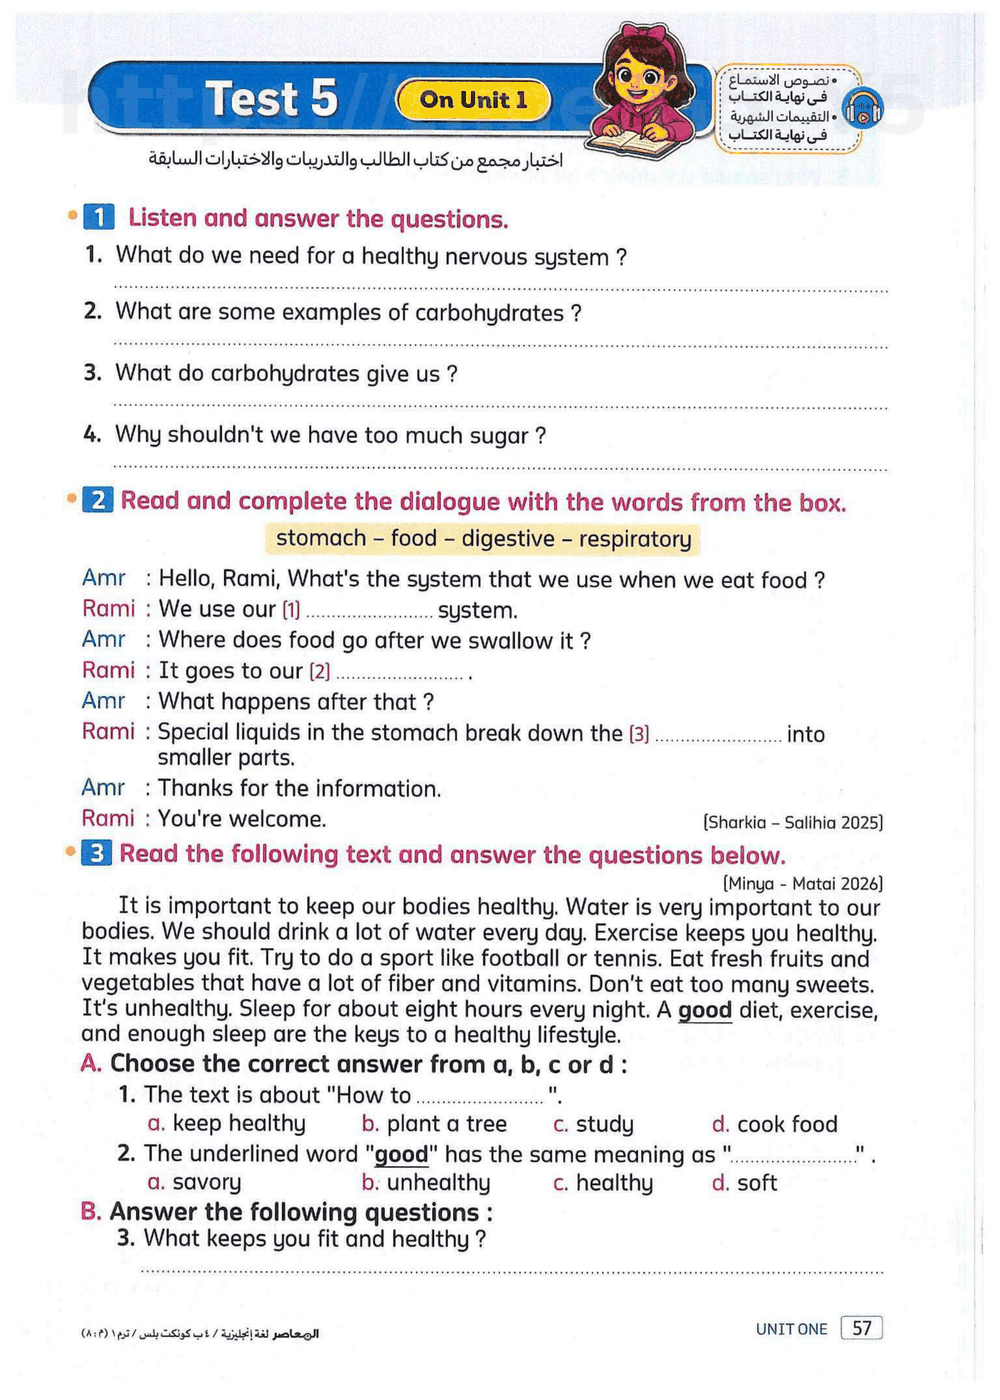 Test 5
On Unit 1
• نصوص الاستماع
فى نهاية الكتاب
• التقييمات الشهرية
فى نهاية الكتاب
اختبار مجمع من كتاب الطالب والتدريبات والاختبارات السابقة
1 Listen and answer the questions.
1. What do we need for a healthy nervous system ?
2. What are some examples of carbohydrates ?
3. What do carbohydrates give us ?
4. Why shouldn't we have too much sugar ?
2 Read and complete the dialogue with the words from the box.
stomach – food – digestive – respiratory
Amr : Hello, Rami, What's the system that we use when we eat food ?
Rami : We use our (1) ........................ system.
Amr : Where does food go after we swallow it ?
Rami : It goes to our (2) ........................ .
Amr : What happens after that ?
Rami : Special liquids in the stomach break down the (3) ........................ into
smaller parts.
Amr : Thanks for the information.
Rami : You're welcome.
(Sharkia – Salihia 2025)
3 Read the following text and answer the questions below.
(Minya - Matai 2026)
It is important to keep our bodies healthy. Water is very important to our
bodies. We should drink a lot of water every day. Exercise keeps you healthy.
It makes you fit. Try to do a sport like football or tennis. Eat fresh fruits and
vegetables that have a lot of fiber and vitamins. Don't eat too many sweets.
It's unhealthy. Sleep for about eight hours every night. A good diet, exercise,
and enough sleep are the keys to a healthy lifestyle.
A. Choose the correct answer from a, b, c or d :
1. The text is about "How to ........................ ".
a. keep healthy b. plant a tree c. study d. cook food
2. The underlined word "good" has the same meaning as "........................" .
a. savory b. unhealthy c. healthy d. soft
B. Answer the following questions :
3. What keeps you fit and healthy ?
المعاصر لغة إنجليزية / ٤ ب كونكت بلس / ترم ١ (م : ٨)
UNIT ONE 57